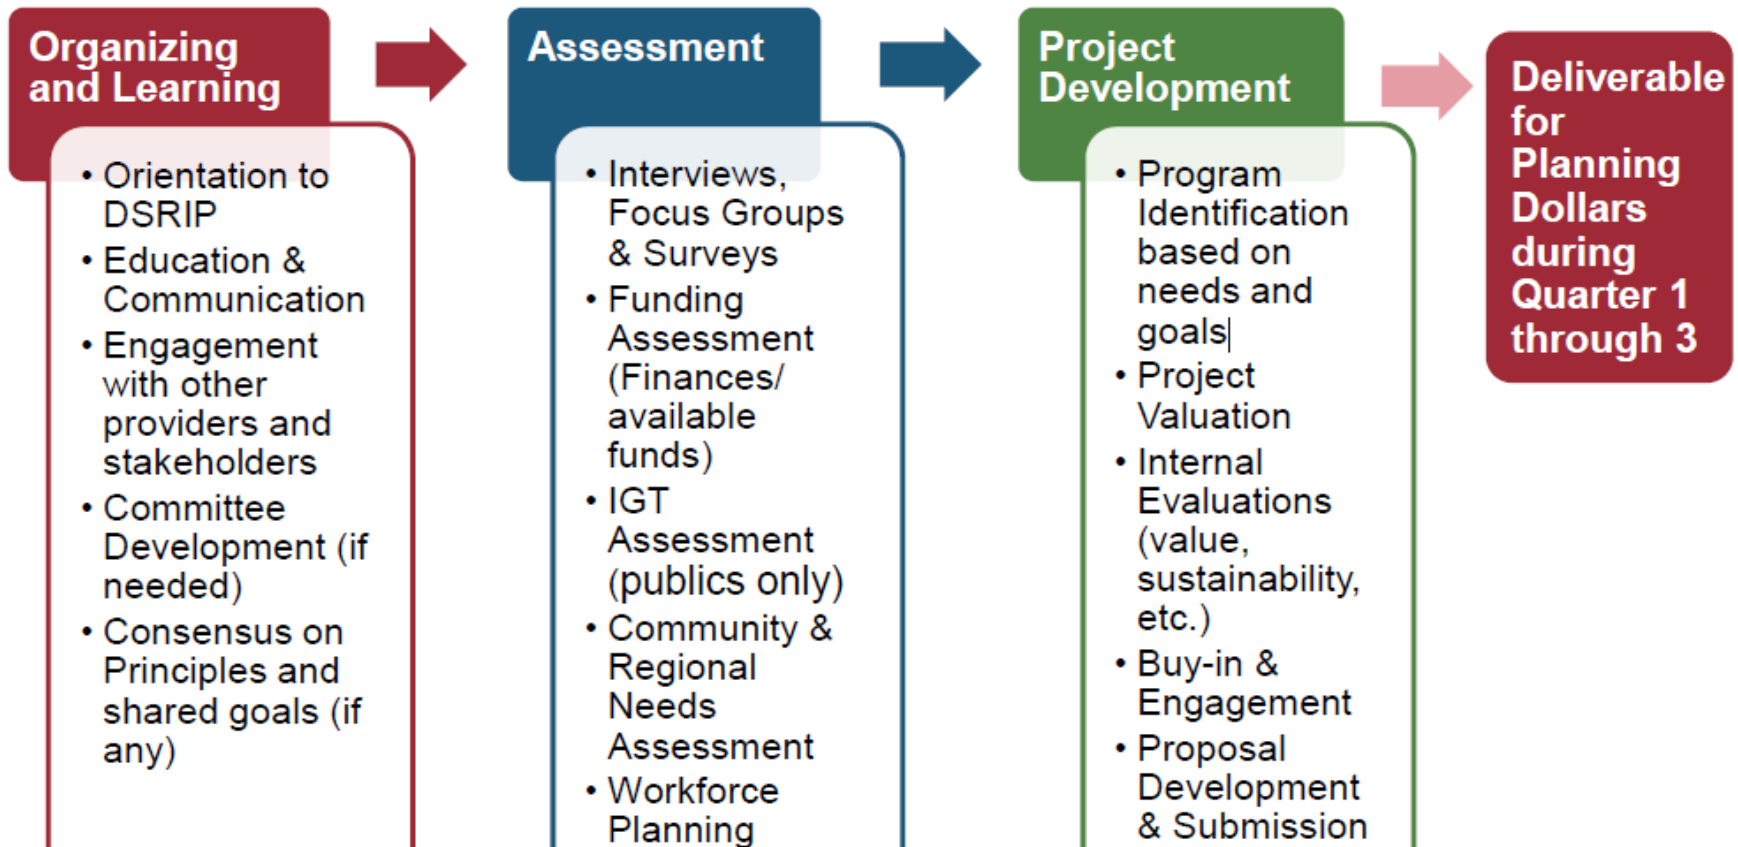 Organizing
and Learning
• Orientation to
DSRIP
• Education &
Communication
• Engagement
with other
providers and
stakeholders
• Committee
Development (if
needed)
• Consensus on
Principles and
shared goals (if
any)
Assessment
• Interviews,
Focus Groups
& Surveys
• Funding
Assessment
(Finances/
available
funds)
• IGT
Assessment
(publics only)
• Community &
Regional
Needs
Assessment
• Workforce
Planning
Project
Development
• Program
Identification
based on
needs and
goals
• Project
Valuation
• Internal
Evaluations
(value,
sustainability,
etc.)
• Buy-in &
Engagement
• Proposal
Development
& Submission
Deliverable
for
Planning
Dollars
during
Quarter 1
through 3